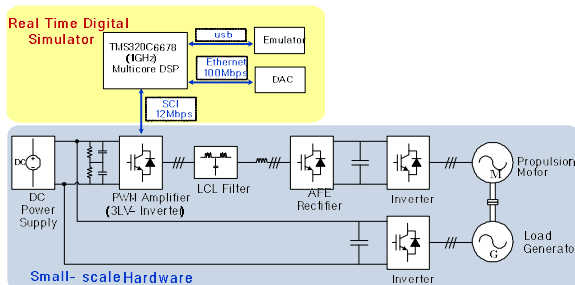 Real Time Digital
Simulator
TMS320C6678
(1GHz)
Multicore DSP
usb
Emulator
Ethernet
100Mbps
DAC
SCI
12Mbps
DC
DC
Power
Supply
PWM Amplifier
(3LV- Inverter)
LCL Filter
AFE
Rectifier
Inverter
M
Propulsion
Motor
Inverter
G
Load
Generator
Small- scale Hardware